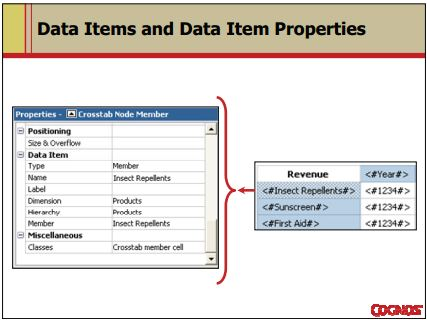 Data Items and Data Item Properties
Properties - Crosstab Node Member
Positioning
Size & Overflow
Data Item
Type Member
Name Insect Repellents
Label
Dimension Products
Hierarchy Products
Member Insect Repellents
Miscellaneous
Classes Crosstab member cell
Revenue <#Year#>
<#Insect Repellents#> <#1234#>
<#Sunscreen#> <#1234#>
<#First Aid#> <#1234#>
COGNOS